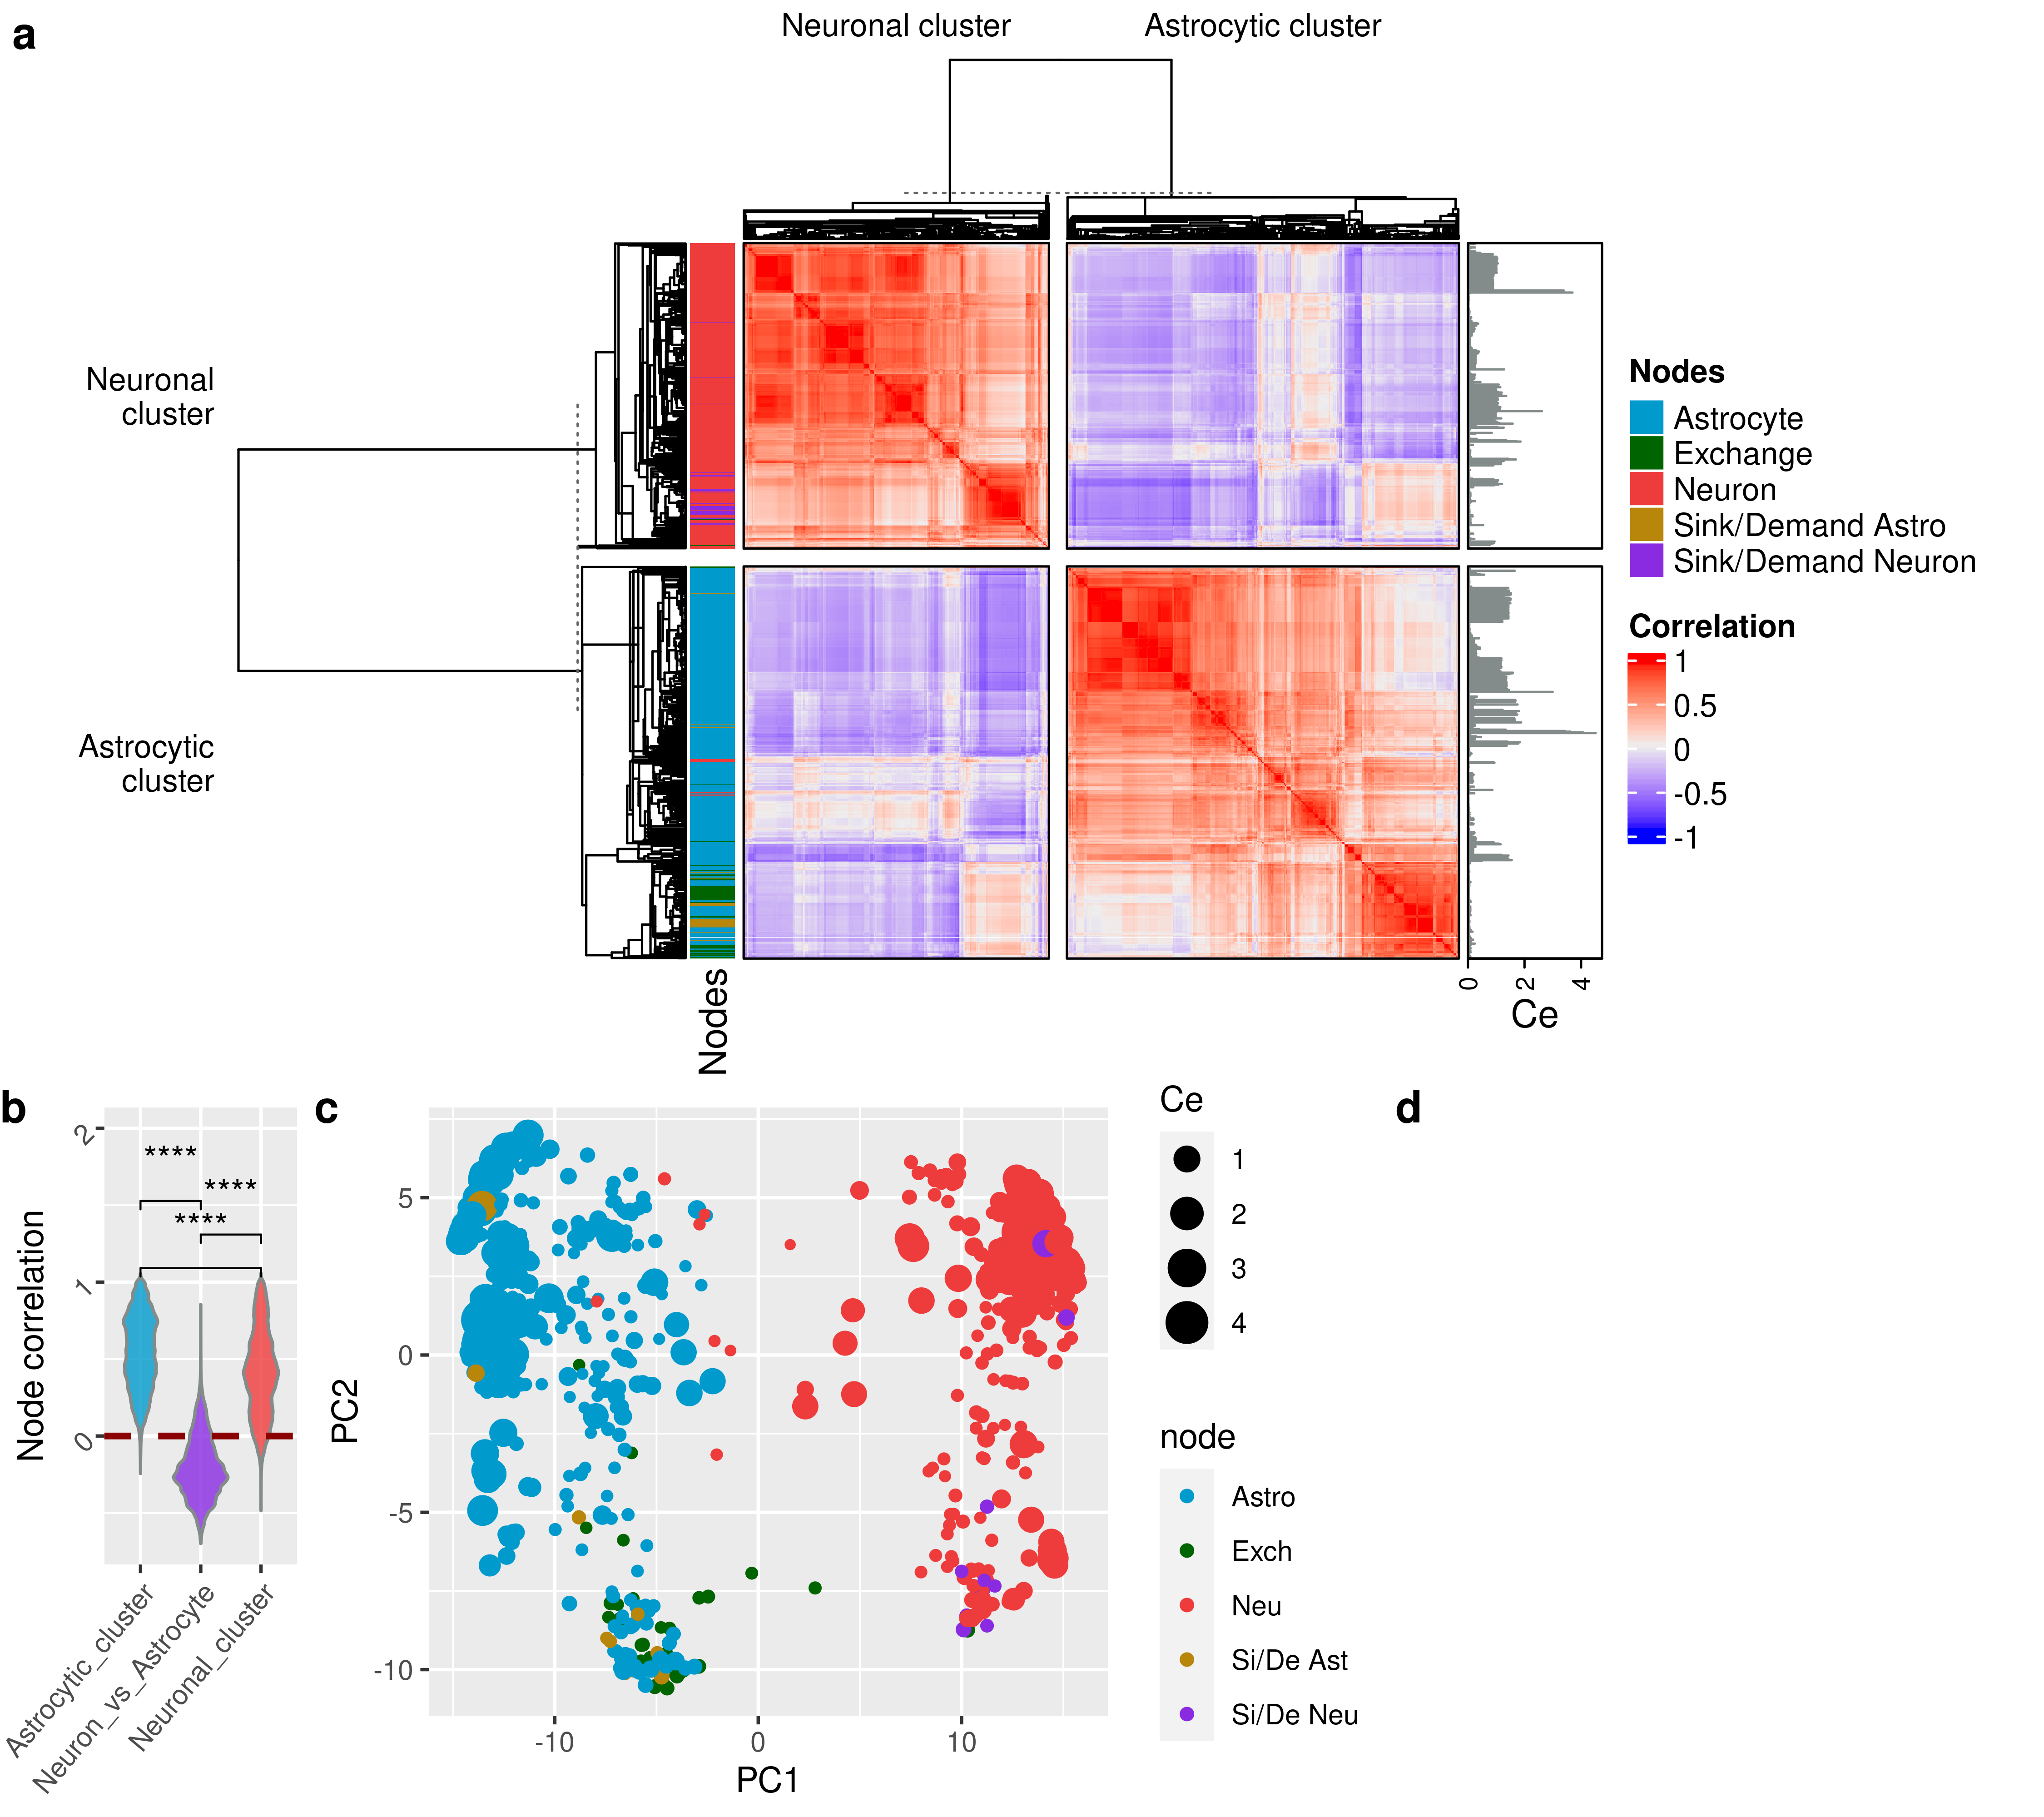 a
Neuronal cluster
Astrocytic cluster
Neuronal
cluster
Astrocytic
cluster
Nodes
0
2
4
Ce
Nodes
Astrocyte
Exchange
Neuron
Sink/Demand Astro
Sink/Demand Neuron
Correlation
1
0.5
0
-0.5
-1
b
Node correlation
2
1
0
****
****
****
Astrocytic_cluster
Neuron_vs_Astrocyte
Neuronal_cluster
c
PC2
5
0
-5
-10
-10
0
10
PC1
Ce
1
2
3
4
node
Astro
Exch
Neu
Si/De Ast
Si/De Neu
d